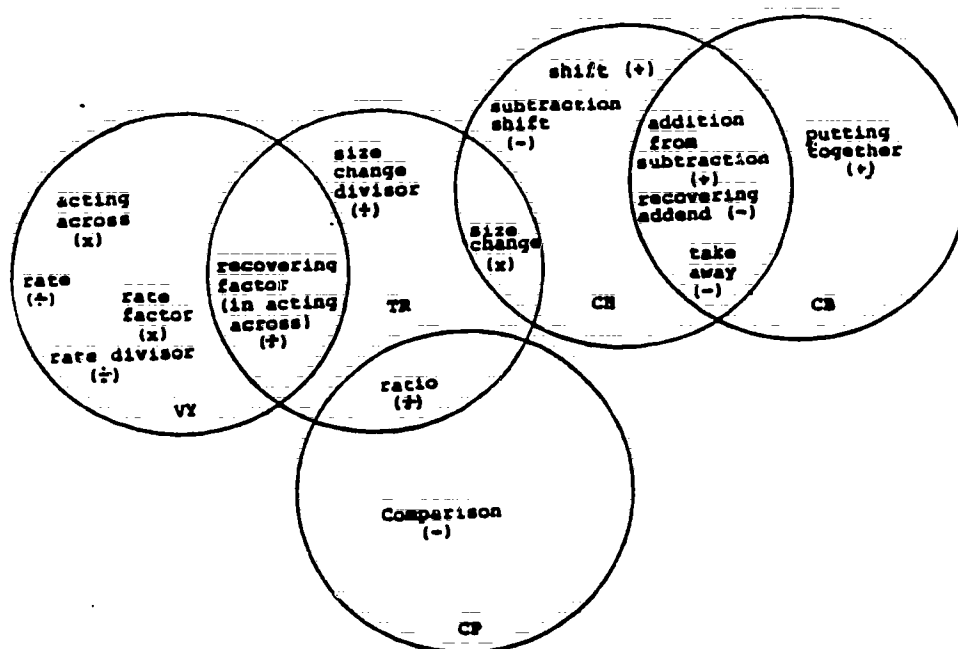 shift (+)
subtraction
shift
(-)
addition
from
subtraction
(+)
recovering
addend (-)
take
away
(-)
putting
together
(+)
size
change
divisor
(+)
size
change
(x)
acting
across
(x)
rate
(÷)
rate
factor
(x)
rate divisor
(÷)
recovering
factor
(in acting
across)
(÷)
TR
CH
CB
ratio
(÷)
VY
Comparison
(-)
CP